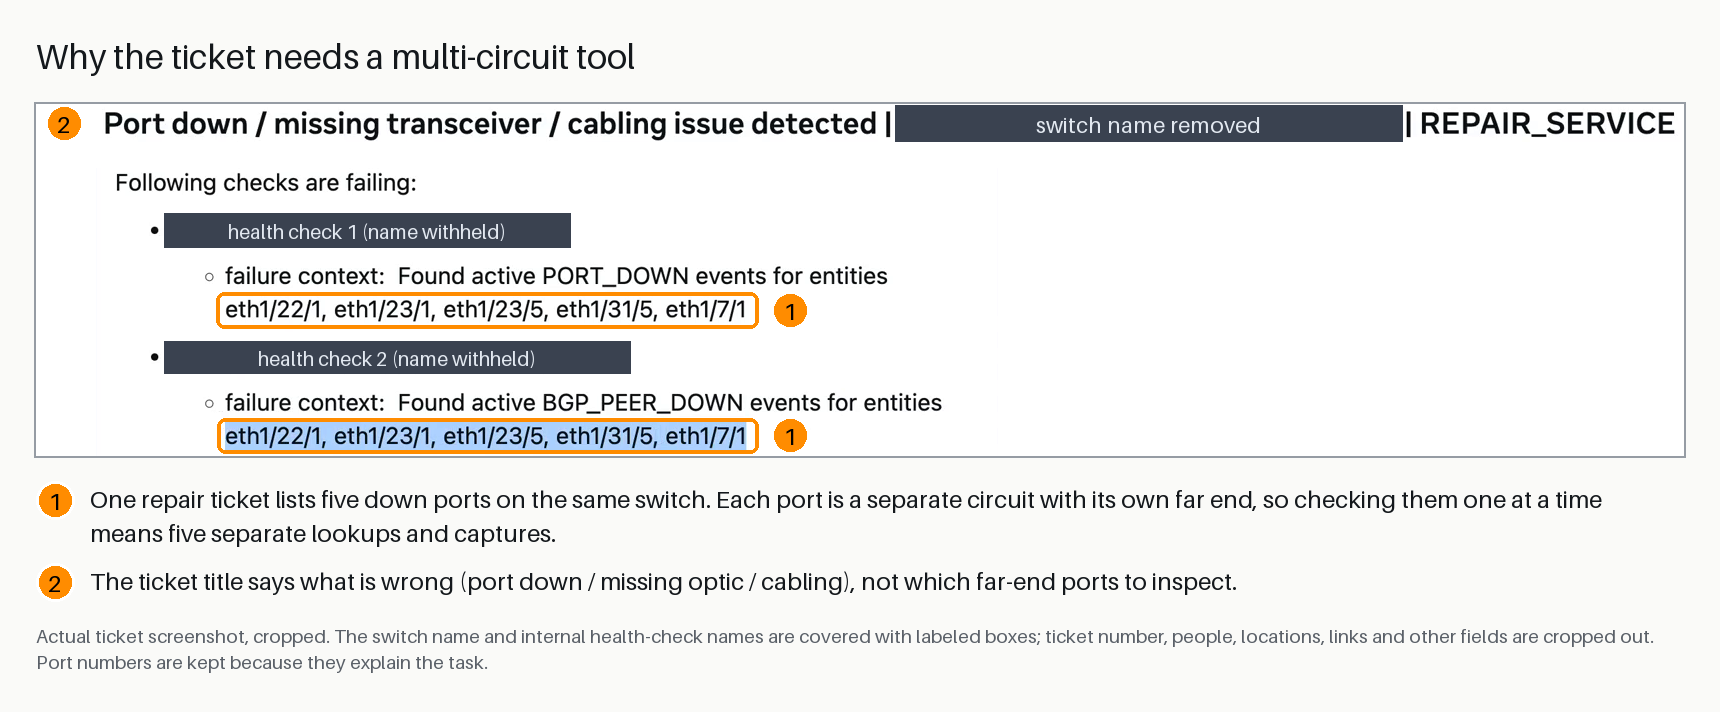 Why the ticket needs a multi-circuit tool
2 Port down / missing transceiver / cabling issue detected | switch name removed | REPAIR_SERVICE
Following checks are failing:
• health check 1 (name withheld)
○ failure context: Found active PORT_DOWN events for entities
eth1/22/1, eth1/23/1, eth1/23/5, eth1/31/5, eth1/7/1 1
• health check 2 (name withheld)
○ failure context: Found active BGP_PEER_DOWN events for entities
eth1/22/1, eth1/23/1, eth1/23/5, eth1/31/5, eth1/7/1 1
1 One repair ticket lists five down ports on the same switch. Each port is a separate circuit with its own far end, so checking them one at a time
means five separate lookups and captures.
2 The ticket title says what is wrong (port down / missing optic / cabling), not which far-end ports to inspect.
Actual ticket screenshot, cropped. The switch name and internal health-check names are covered with labeled boxes; ticket number, people, locations, links and other fields are cropped out.
Port numbers are kept because they explain the task.